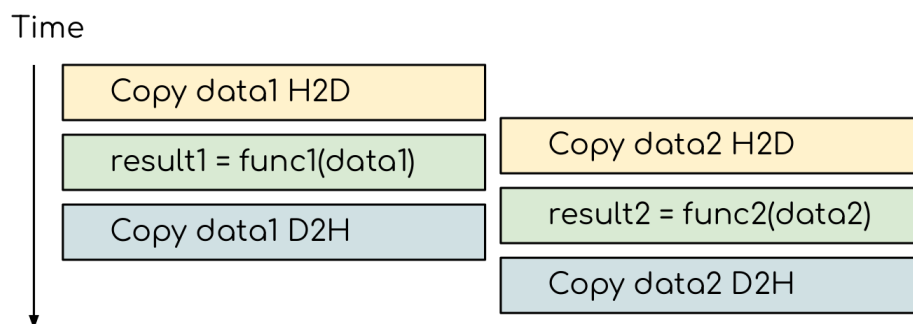 Time
Copy data1 H2D
result1 = func1(data1)
Copy data1 D2H
Copy data2 H2D
result2 = func2(data2)
Copy data2 D2H